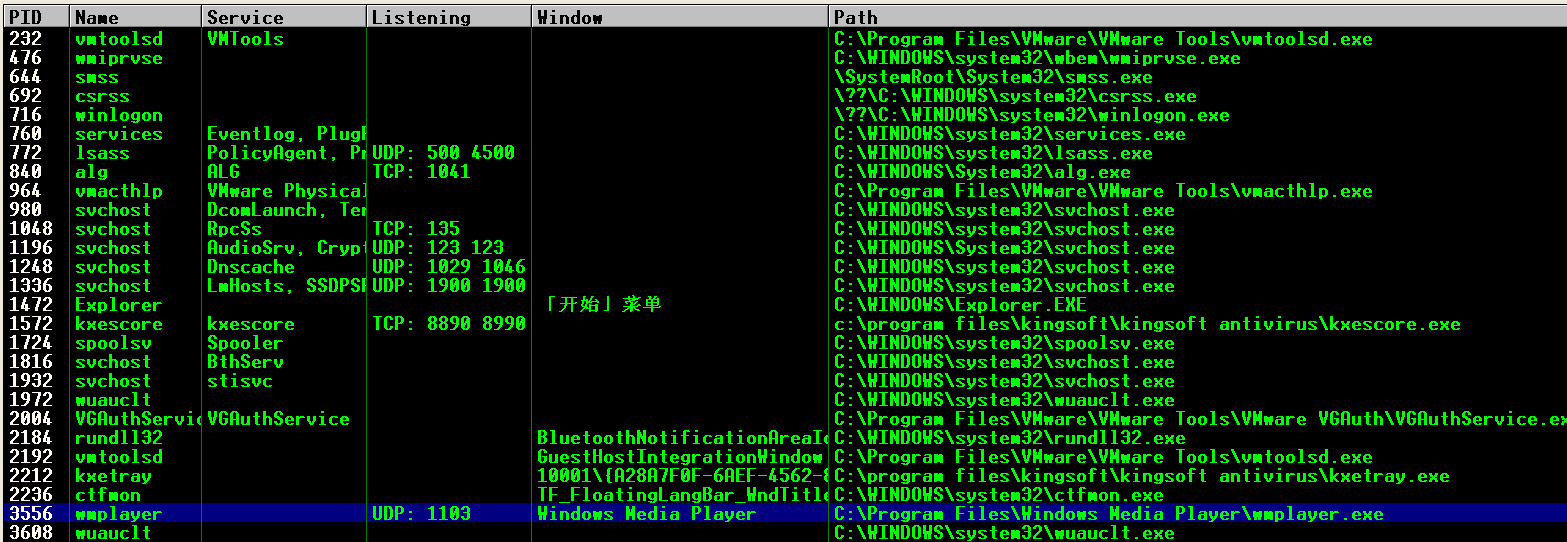 PID Name Service Listening Window Path
232 vmtoolsd VMTools C:\Program Files\VMware\VMware Tools\vmtoolsd.exe
476 wmiprvse C:\WINDOWS\system32\wbem\wmiprvse.exe
644 smss \SystemRoot\System32\smss.exe
692 csrss \??\C:\WINDOWS\system32\csrss.exe
716 winlogon \??\C:\WINDOWS\system32\winlogon.exe
760 services Eventlog, PlugP C:\WINDOWS\system32\services.exe
772 lsass PolicyAgent, Pr UDP: 500 4500 C:\WINDOWS\system32\lsass.exe
840 alg ALG TCP: 1041 C:\WINDOWS\System32\alg.exe
964 vmacthlp VMware Physical C:\Program Files\VMware\VMware Tools\vmacthlp.exe
980 svchost DcomLaunch, Ter C:\WINDOWS\system32\svchost.exe
1048 svchost RpcSs TCP: 135 C:\WINDOWS\system32\svchost.exe
1196 svchost AudioSrv, Crypt UDP: 123 123 C:\WINDOWS\System32\svchost.exe
1248 svchost Dnscache UDP: 1029 1046 C:\WINDOWS\system32\svchost.exe
1336 svchost LmHosts, SSDPSR UDP: 1900 1900 C:\WINDOWS\system32\svchost.exe
1472 Explorer 「开始」菜单 C:\WINDOWS\Explorer.EXE
1572 kxescore kxescore TCP: 8890 8990 c:\program files\kingsoft\kingsoft antivirus\kxescore.exe
1724 spoolsv Spooler C:\WINDOWS\system32\spoolsv.exe
1816 svchost BthServ C:\WINDOWS\system32\svchost.exe
1932 svchost stisvc C:\WINDOWS\system32\svchost.exe
1972 wuauclt C:\WINDOWS\system32\wuauclt.exe
2004 VGAuthServic VGAuthService C:\Program Files\VMware\VMware Tools\VMware VGAuth\VGAuthService.ex
2184 rundll32 BluetoothNotificationAreaIc C:\WINDOWS\system32\rundll32.exe
2192 vmtoolsd GuestHostIntegrationWindow C:\Program Files\VMware\VMware Tools\vmtoolsd.exe
2212 kxetray 10001\{A28A7F0F-6AEF-4562-8 c:\program files\kingsoft\kingsoft antivirus\kxetray.exe
2236 ctfmon TF_FloatingLangBar_WndTitle C:\WINDOWS\system32\ctfmon.exe
3556 wmplayer UDP: 1103 Windows Media Player C:\Program Files\Windows Media Player\wmplayer.exe
3608 wuauclt C:\WINDOWS\system32\wuauclt.exe